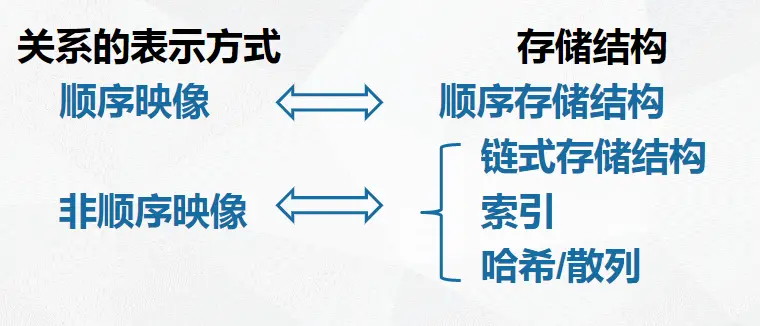 关系的表示方式 存储结构
顺序映像 顺序存储结构
链式存储结构
非顺序映像 索引
哈希/散列